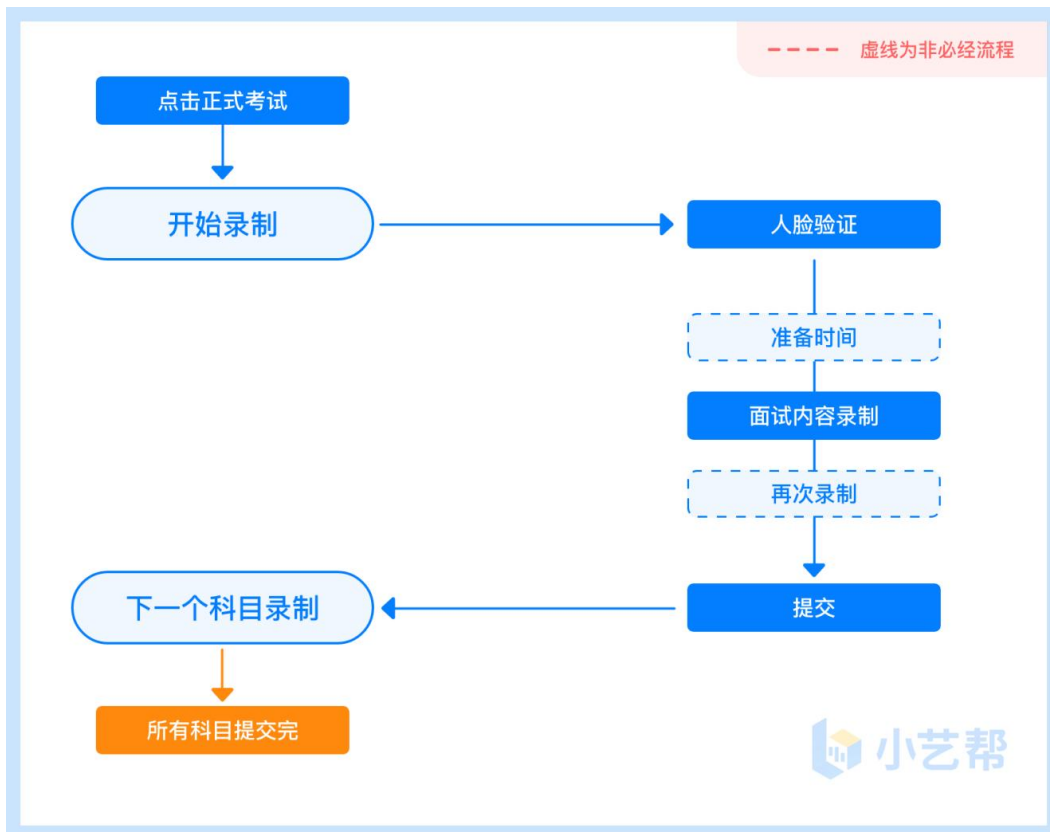 虚线为非必经流程
点击正式考试
开始录制
人脸验证
准备时间
面试内容录制
再次录制
提交
下一个科目录制
所有科目提交完
小艺帮